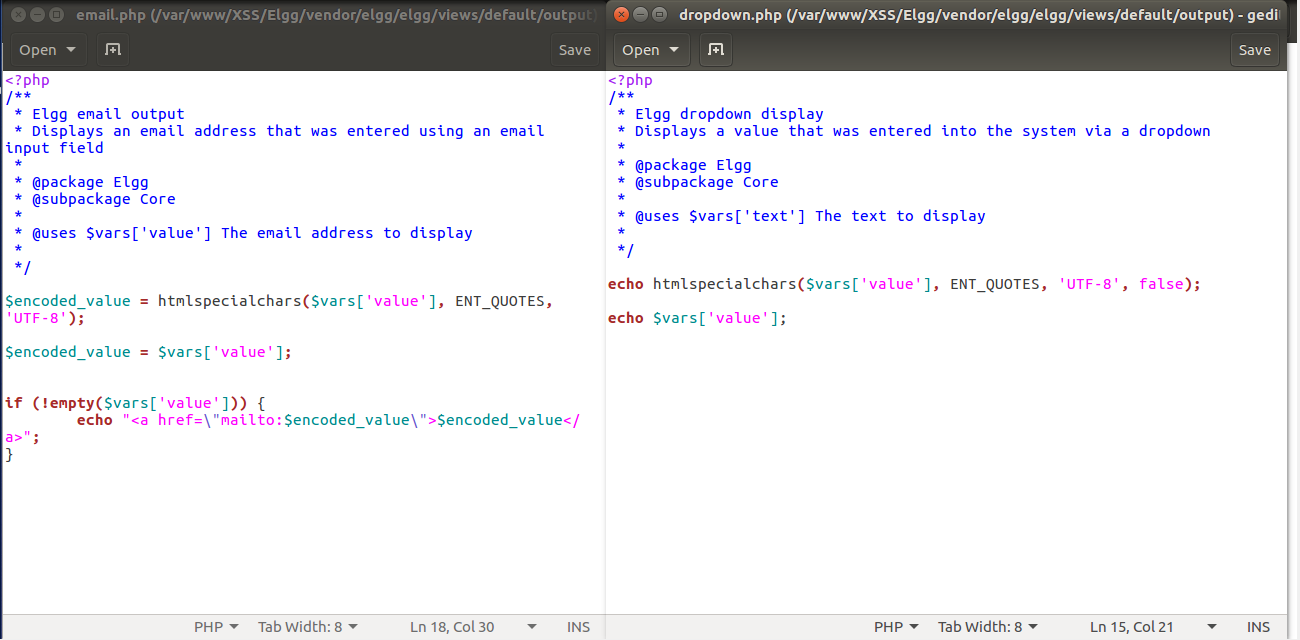 email.php (/var/www/XSS/Elgg/vendor/elgg/elgg/views/default/output)
Open
Save
<?php
/**
 * Elgg email output
 * Displays an email address that was entered using an email
input field
 *
 * @package Elgg
 * @subpackage Core
 *
 * @uses $vars['value'] The email address to display
 *
 */
$encoded_value = htmlspecialchars($vars['value'], ENT_QUOTES,
'UTF-8');
$encoded_value = $vars['value'];
if (!empty($vars['value'])) {
        echo "<a href=\"mailto:$encoded_value\">$encoded_value</
a>";
}
PHP Tab Width: 8 Ln 18, Col 30 INS
dropdown.php (/var/www/XSS/Elgg/vendor/elgg/elgg/views/default/output) - gedi
Open
Save
<?php
/**
 * Elgg dropdown display
 * Displays a value that was entered into the system via a dropdown
 *
 * @package Elgg
 * @subpackage Core
 *
 * @uses $vars['text'] The text to display
 *
 */
echo htmlspecialchars($vars['value'], ENT_QUOTES, 'UTF-8', false);
echo $vars['value'];
PHP Tab Width: 8 Ln 15, Col 21 INS